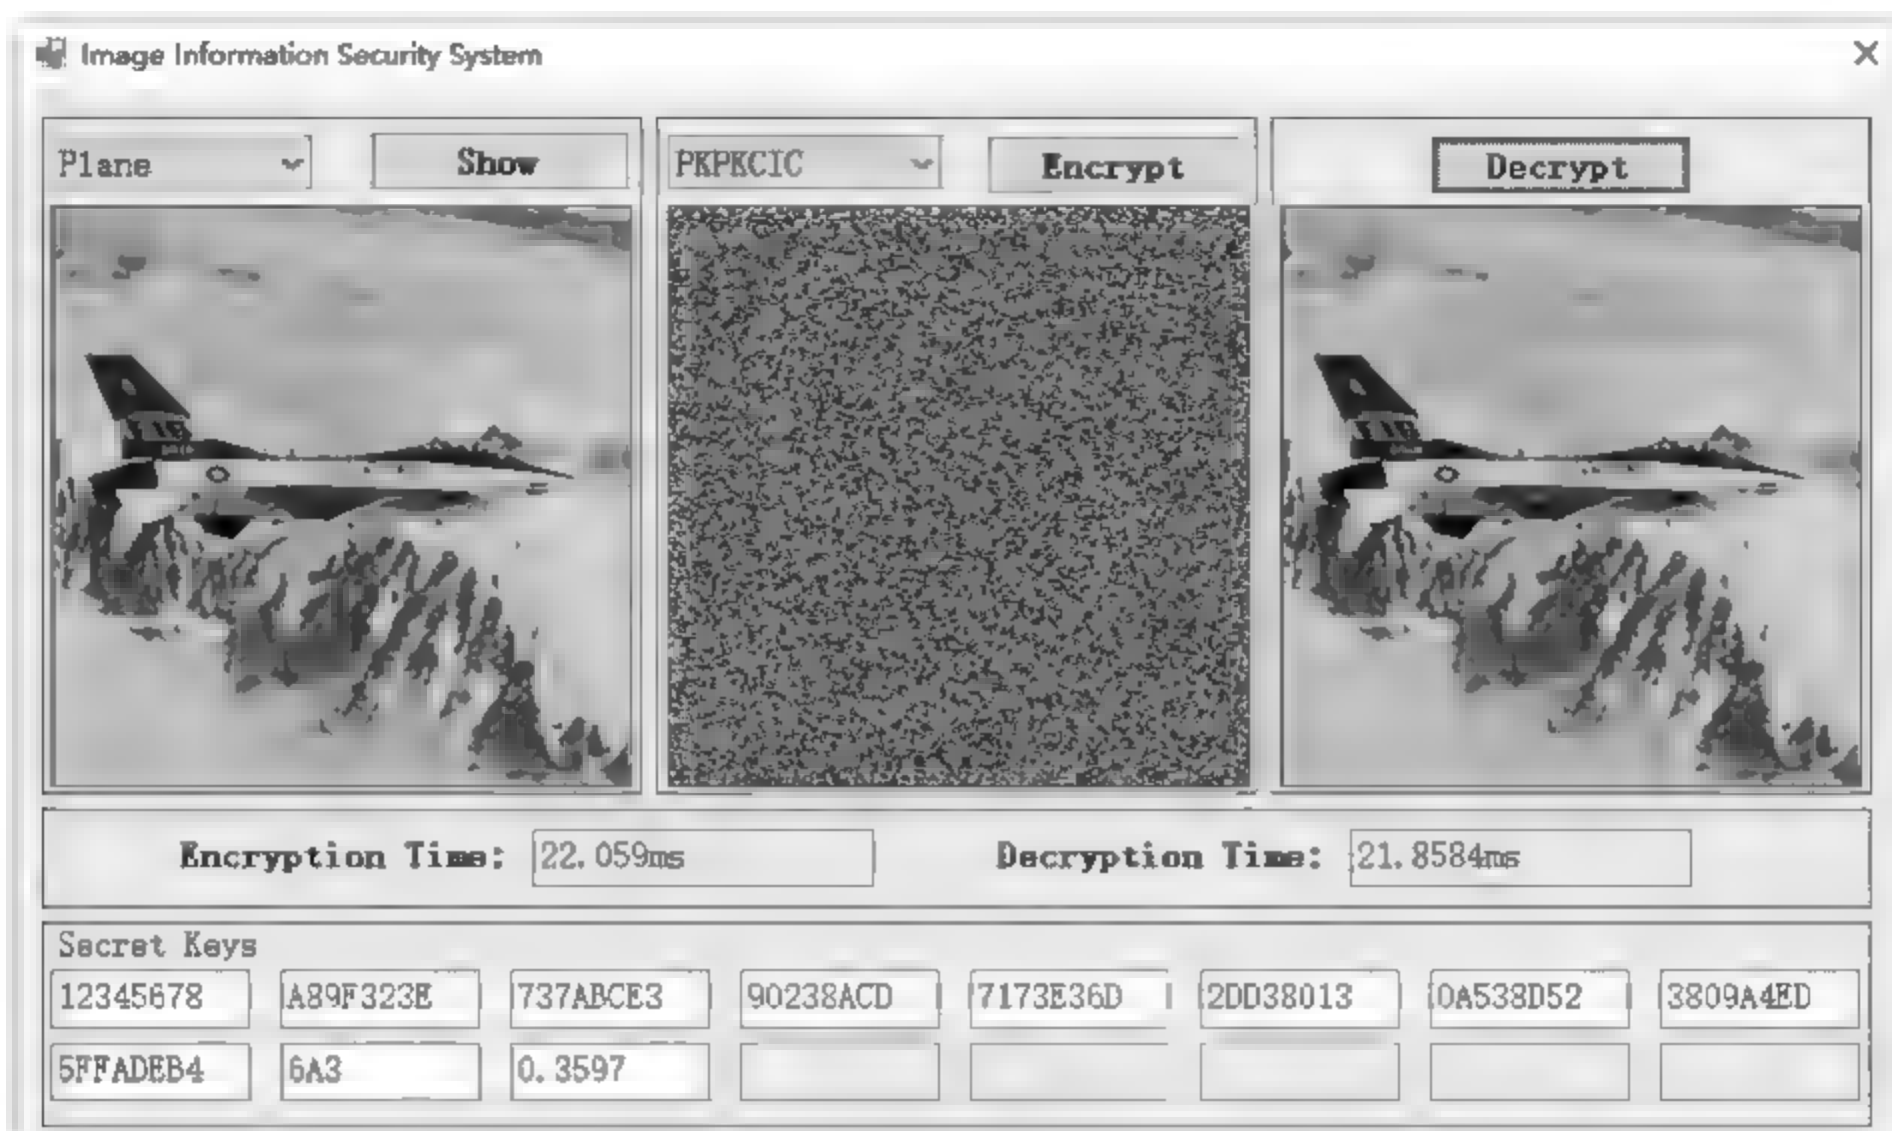 Image Information Security System
Plane Show PKPKCIC Encrypt Decrypt
F 16
Encryption Time: 22.059ms Decryption Time: 21.8584ms
Secret Keys
12345678 A89F323E 737ABCE3 90238ACD 7173E36D 2DD38013 0A538D52 3809A4ED
5FFADEB4 6A3 0.3597